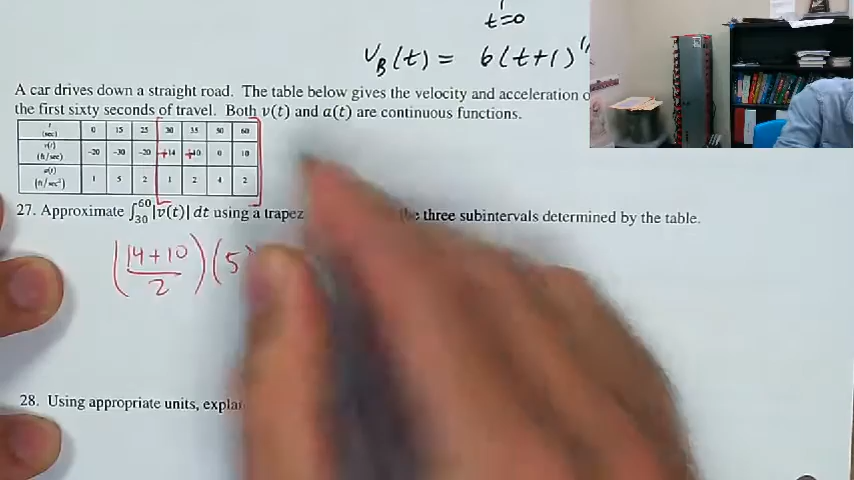 t=0
V_B(t) = 6(t+1)
A car drives down a straight road. The table below gives the velocity and acceleration o
the first sixty seconds of travel. Both v(t) and a(t) are continuous functions.
t (sec) 0 15 25 30 35 50 60
v(t) (ft/sec) -20 -30 -20 +14 +10 0 10
a(t) (ft/sec²) 1 5 2 1 2 4 2
27. Approximate ∫₃₀⁶⁰ |v(t)| dt using a trapez the three subintervals determined by the table.
(14+10/2)(5)
28. Using appropriate units, explai